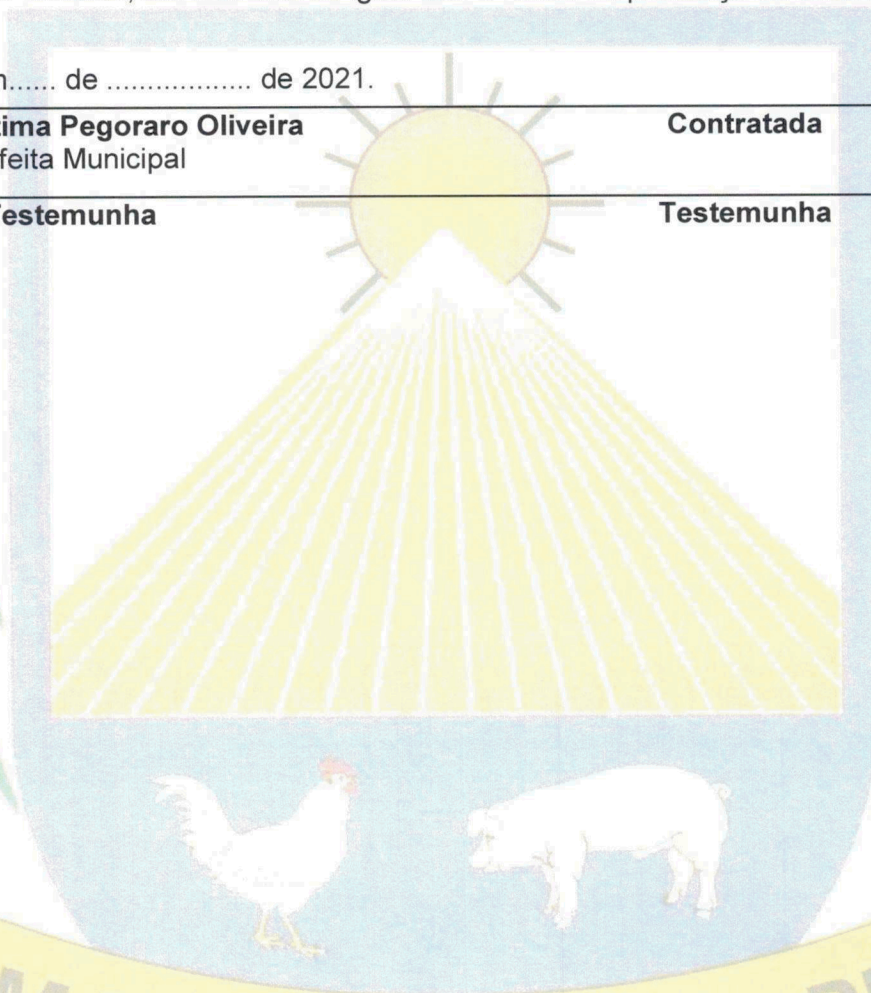 ...... de .................. de 2021.
tima Pegoraro Oliveira
Contratada
feita Municipal
Testemunha
Testemunha